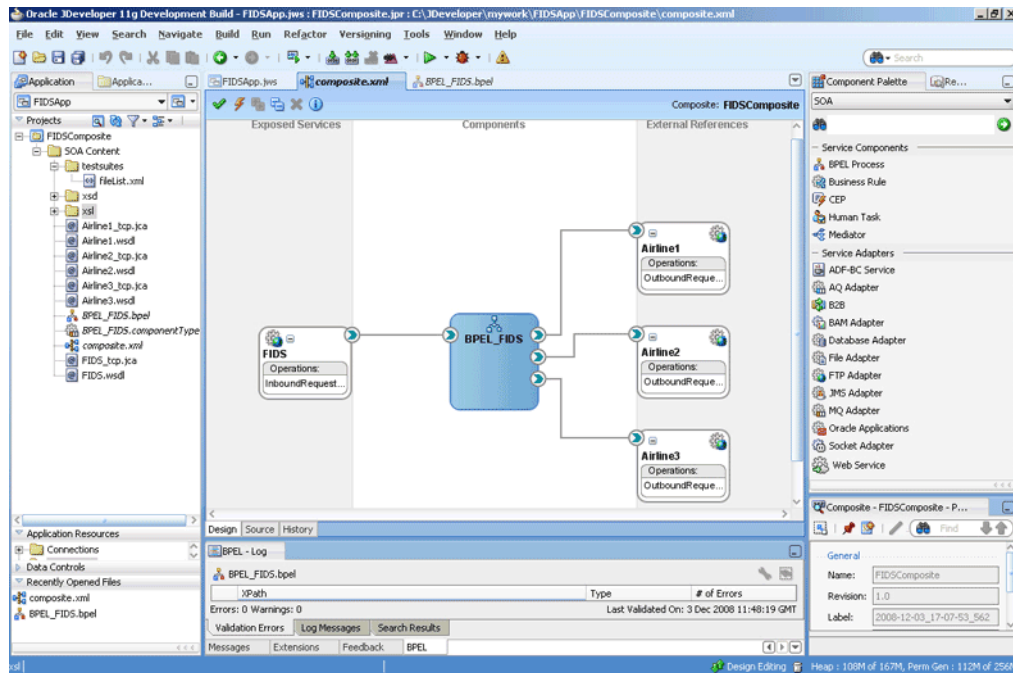 Oracle JDeveloper 11g Development Build - FIDSApp.jws : FIDSComposite.jpr : C:\JDeveloper\mywork\FIDSApp\FIDSComposite\composite.xml
File Edit View Search Navigate Build Run Refactor Versigning Tools Window Help
Search
Application
Applica...
FIDSApp
Projects
FIDSComposite
SOA Content
testsuites
fileList.xml
xsd
xsl
Airline1_tcp.jca
Airline1.wsdl
Airline2_tcp.jca
Airline2.wsdl
Airline3_tcp.jca
Airline3.wsdl
BPEL_FIDS.bpel
BPEL_FIDS.componentType
composite.xml
FIDS_tcp.jca
FIDS.wsdl
Application Resources
Connections
Data Controls
Recently Opened Files
composite.xml
BPEL_FIDS.bpel
FIDSApp.jws
composite.xml
BPEL_FIDS.bpel
Composite: FIDSComposite
Exposed Services
Components
External References
FIDS
Operations:
InboundRequest...
BPEL_FIDS
Airline1
Operations:
OutboundReque...
Airline2
Operations:
OutboundReque...
Airline3
Operations:
OutboundReque...
Design Source History
BPEL - Log
BPEL_FIDS.bpel
XPath Type # of Errors
Errors: 0 Warnings: 0 Last Validated On: 3 Dec 2008 11:48:19 GMT
Validation Errors Log Messages Search Results
Messages Extensions Feedback BPEL
Component Palette
Re...
SOA
Service Components
BPEL Process
Business Rule
CEP
Human Task
Mediator
Service Adapters
ADF-BC Service
AQ Adapter
B2B
BAM Adapter
Database Adapter
File Adapter
FTP Adapter
JMS Adapter
MQ Adapter
Oracle Applications
Socket Adapter
Web Service
Composite - FIDSComposite - P...
Find
General
Name: FIDSComposite
Revision: 1.0
Label: 2008-12-03_17-07-53_562
xsl
Design Editing
Heap : 108M of 167M, Perm Gen : 112M of 256M